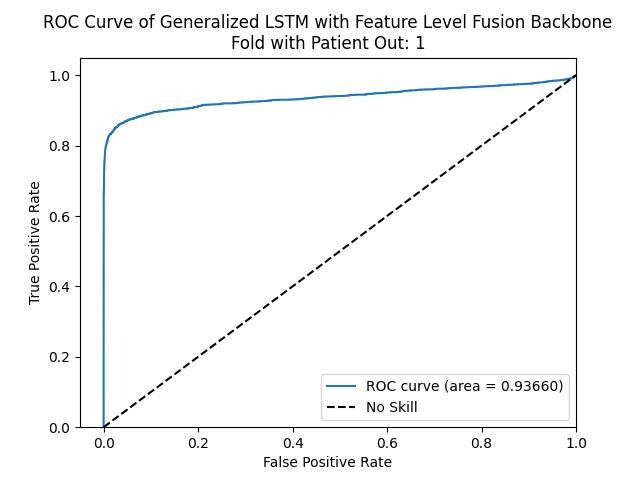 ROC Curve of Generalized LSTM with Feature Level Fusion Backbone
Fold with Patient Out: 1
1.0
0.8
0.6
0.4
0.2
0.0
True Positive Rate
ROC curve (area = 0.93660)
No Skill
0.0 0.2 0.4 0.6 0.8 1.0
False Positive Rate